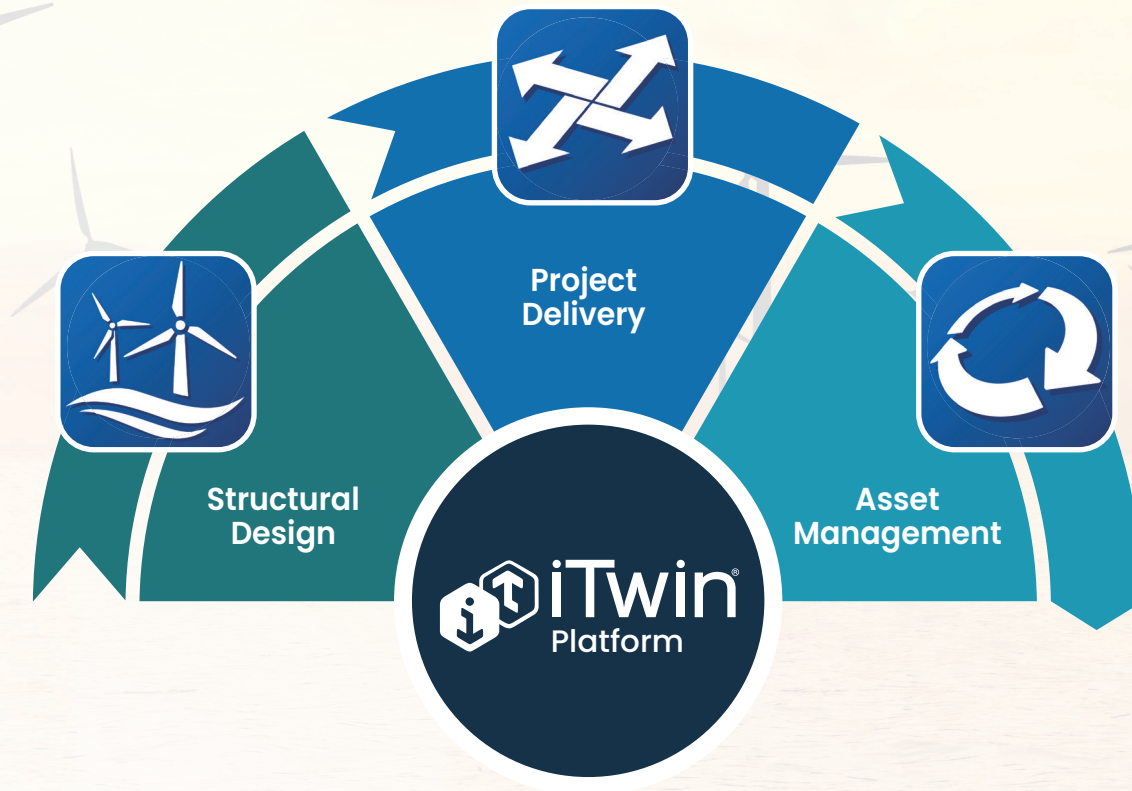 Project
Delivery
Structural
Design
Asset
Management
iTwin®
Platform